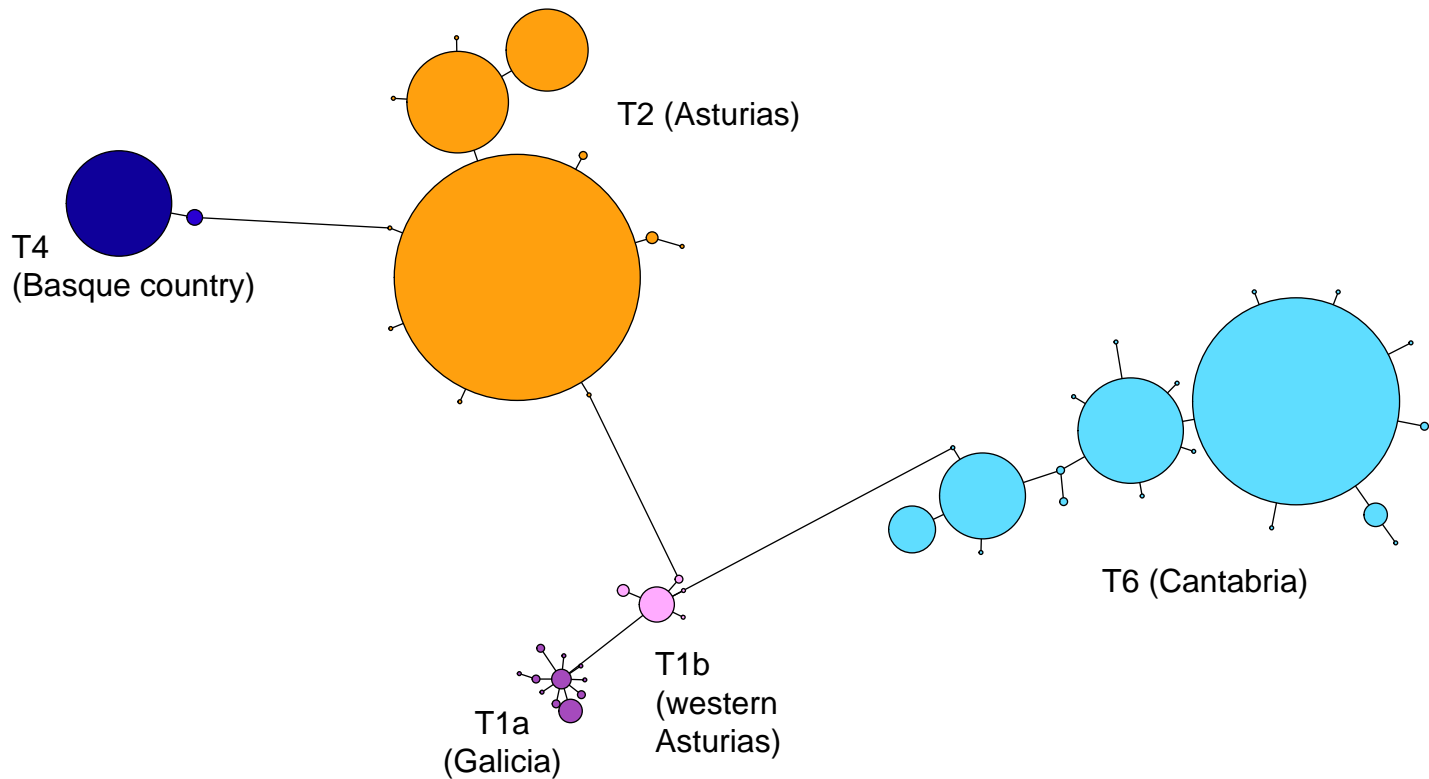 T2 (Asturias)
T4
(Basque country)
T6 (Cantabria)
T1b
(western
Asturias)
T1a
(Galicia)